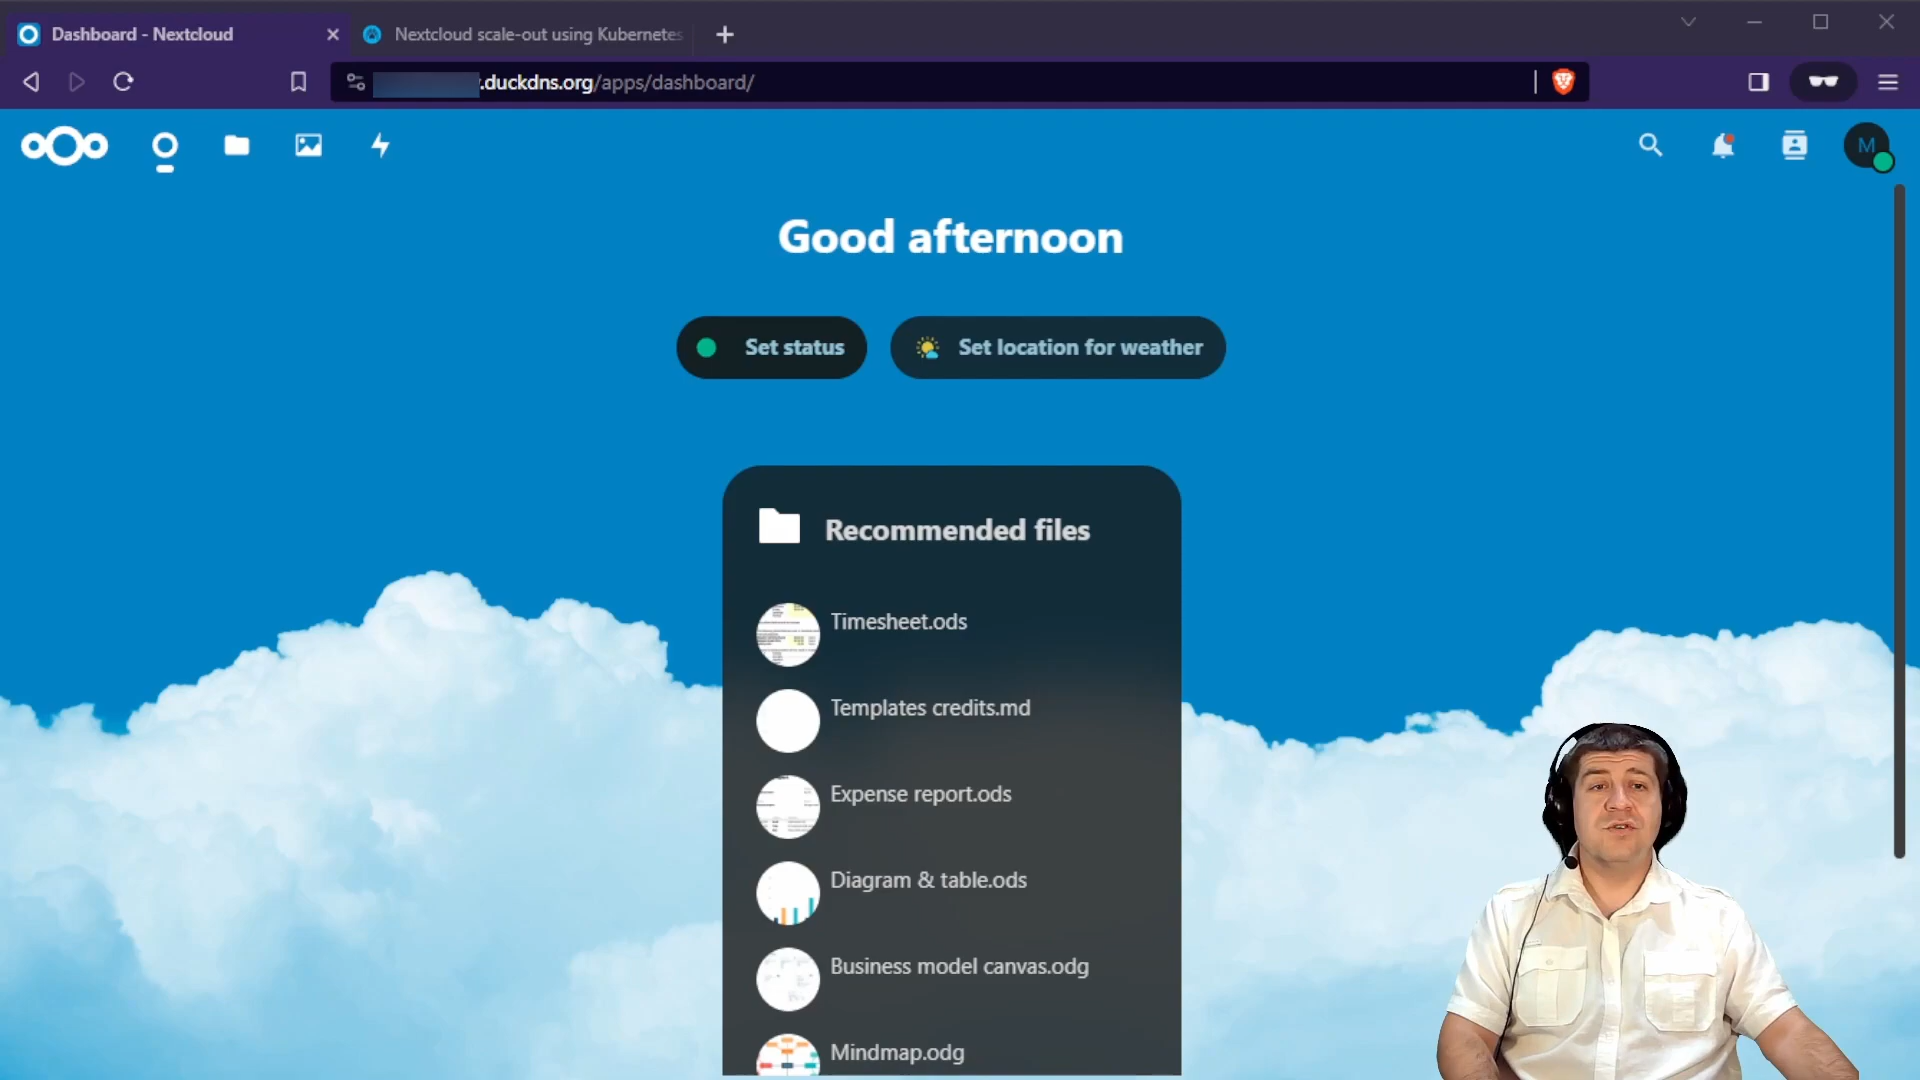 Dashboard - Nextcloud
Nextcloud scale-out using Kubernetes
.duckdns.org/apps/dashboard/
M
Good afternoon
Set status
Set location for weather
Recommended files
Timesheet.ods
Templates credits.md
Expense report.ods
Diagram & table.ods
Business model canvas.odg
Mindmap.odg